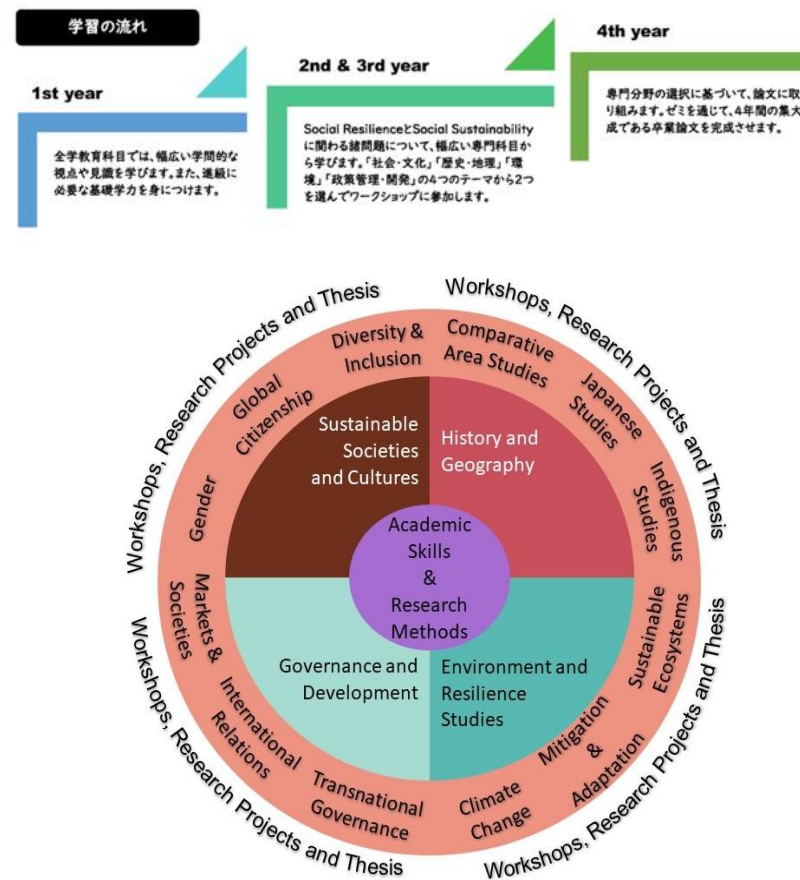 学習の流れ
1st year
全学教育科目では、幅広い学問的な
視点や見識を学びます。また、進級に
必要な基礎学力を身につけます。
2nd & 3rd year
Social ResilienceとSocial Sustainability
に関わる諸問題について、幅広い専門科目か
ら学びます。「社会・文化」「歴史・地理」「環
境」「政策管理・開発」の4つのテーマから2つ
を選んでワークショップに参加します。
4th year
専門分野の選択に基づいて、論文に取
り組みます。ゼミを通じて、4年間の集大
成である卒業論文を完成させます。
Workshops, Research Projects and Thesis
Workshops, Research Projects and Thesis
Diversity &
Inclusion
Comparative
Area Studies
Global
Citizenship
Japanese
Studies
Gender
Indigenous
Studies
Sustainable
Societies
and Cultures
History and
Geography
Academic
Skills
&
Research
Methods
Governance and
Development
Environment and
Resilience
Studies
Markets &
Societies
Sustainable
Ecosystems
International
Relations
Mitigation
&
Adaptation
Transnational
Governance
Climate
Change
Workshops, Research Projects and Thesis
Workshops, Research Projects and Thesis